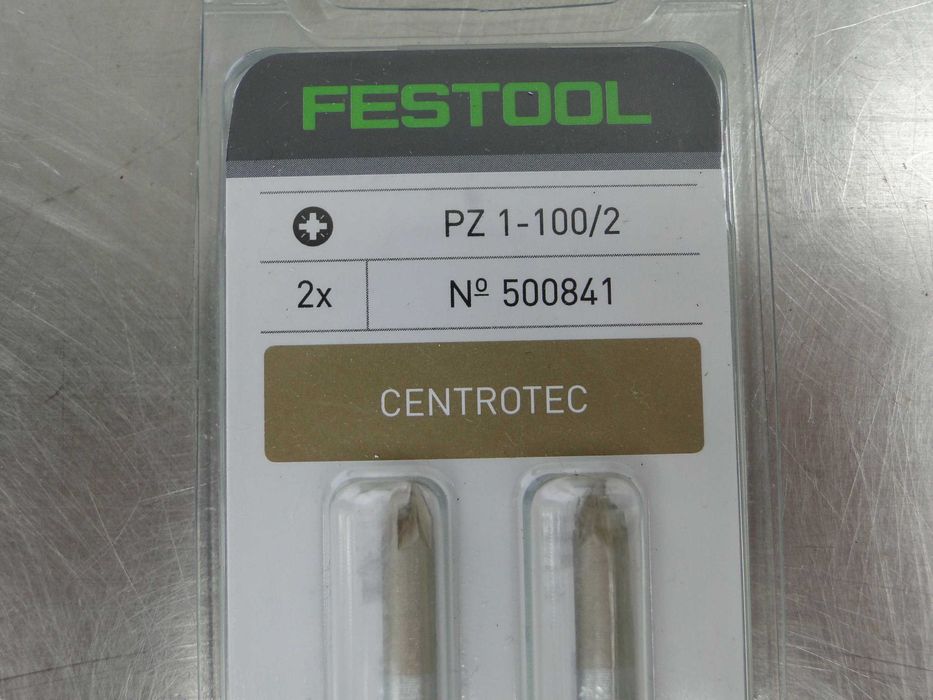 FESTOOL
PZ 1-100/2
2x
Nº 500841
CENTROTEC